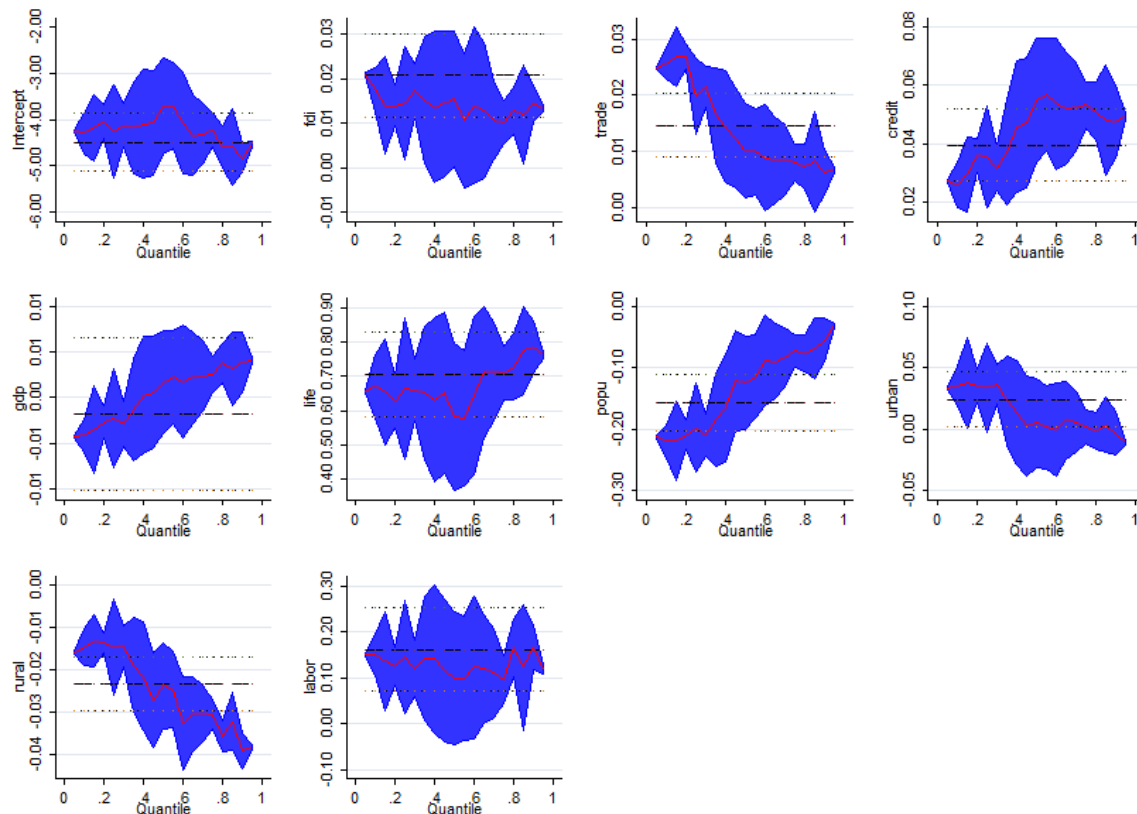 Intercept
-2.00
-3.00
-4.00
-5.00
-6.00
0 .2 .4 .6 .8 1
Quantile
fdi
0.03
0.02
0.01
0.00
-0.01
0 .2 .4 .6 .8 1
Quantile
trade
0.03
0.02
0.01
0.00
0 .2 .4 .6 .8 1
Quantile
credit
0.08
0.06
0.04
0.02
0 .2 .4 .6 .8 1
Quantile
gdp
0.01
0.01
0.00
-0.01
-0.01
0 .2 .4 .6 .8 1
Quantile
life
0.90
0.80
0.70
0.60
0.50
0.40
0 .2 .4 .6 .8 1
Quantile
popu
0.00
-0.10
-0.20
-0.30
0 .2 .4 .6 .8 1
Quantile
urban
0.10
0.05
0.00
-0.05
0 .2 .4 .6 .8 1
Quantile
rural
0.00
-0.01
-0.02
-0.03
-0.04
0 .2 .4 .6 .8 1
Quantile
labor
0.30
0.20
0.10
0.00
-0.10
0 .2 .4 .6 .8 1
Quantile